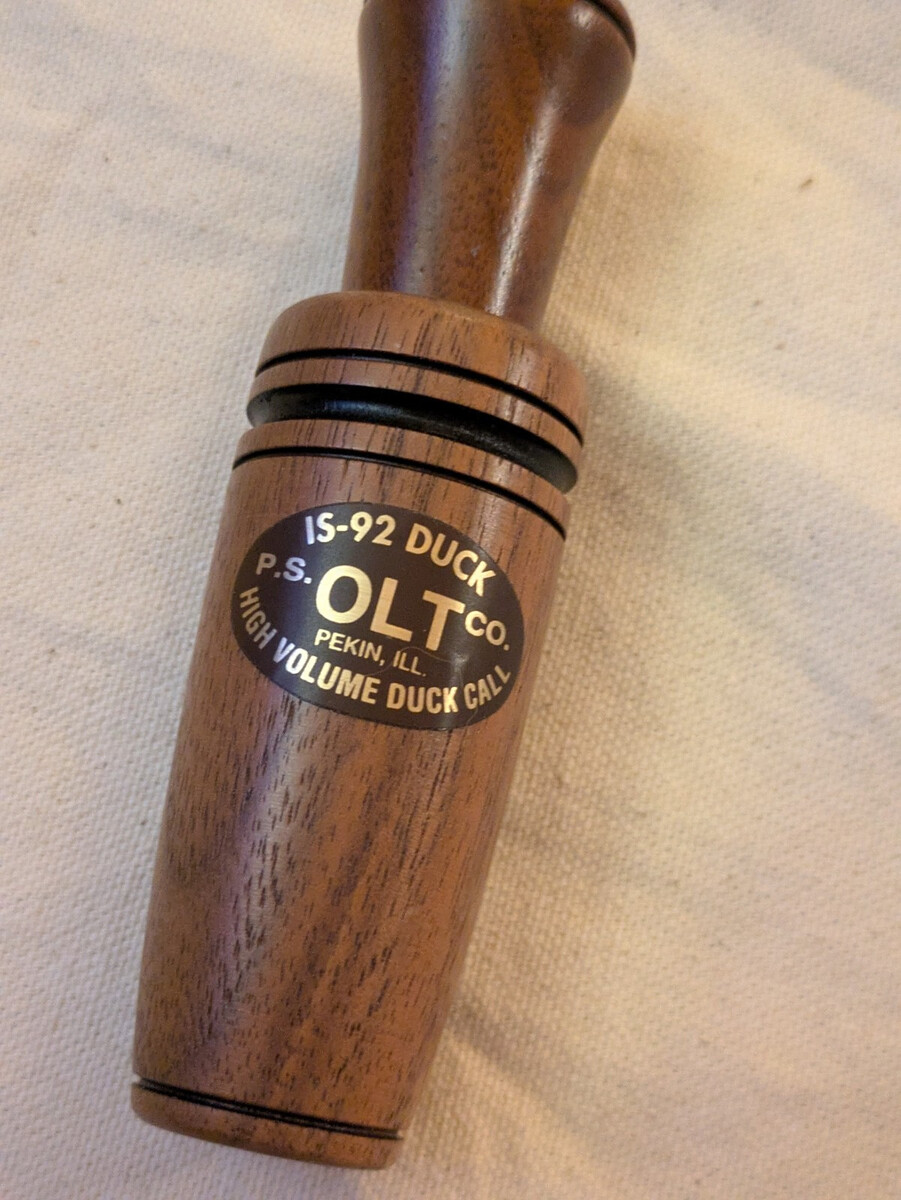 IS-92 DUCK
P.S. OLT CO.
PEKIN, ILL.
HIGH VOLUME DUCK CALL